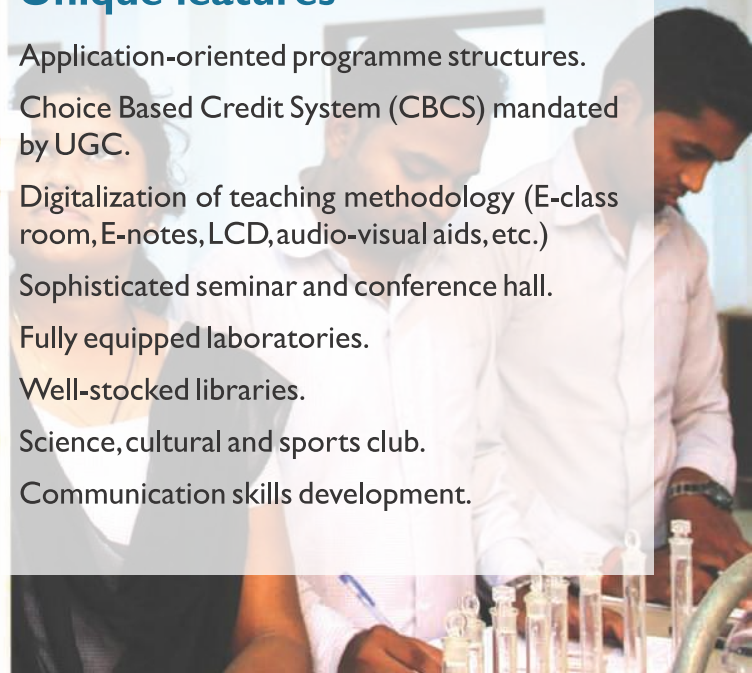 Unique features
Application-oriented programme structures.
Choice Based Credit System (CBCS) mandated
by UGC.
Digitalization of teaching methodology (E-class
room, E-notes, LCD, audio-visual aids, etc.)
Sophisticated seminar and conference hall.
Fully equipped laboratories.
Well-stocked libraries.
Science, cultural and sports club.
Communication skills development.